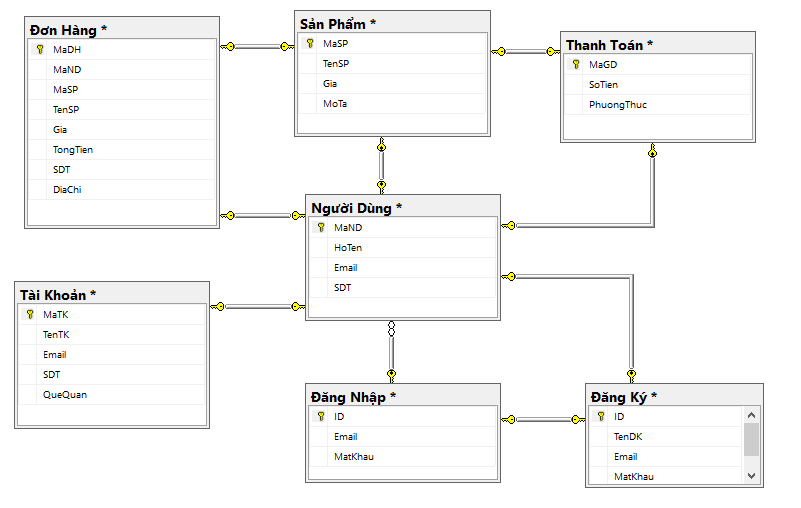 Đơn Hàng *
MaDH
MaND
MaSP
TenSP
Gia
TongTien
SDT
DiaChi
Sản Phẩm *
MaSP
TenSP
Gia
MoTa
Thanh Toán *
MaGD
SoTien
PhuongThuc
Người Dùng *
MaND
HoTen
Email
SDT
Tài Khoản *
MaTK
TenTK
Email
SDT
QueQuan
Đăng Nhập *
ID
Email
MatKhau
Đăng Ký *
ID
TenDK
Email
MatKhau